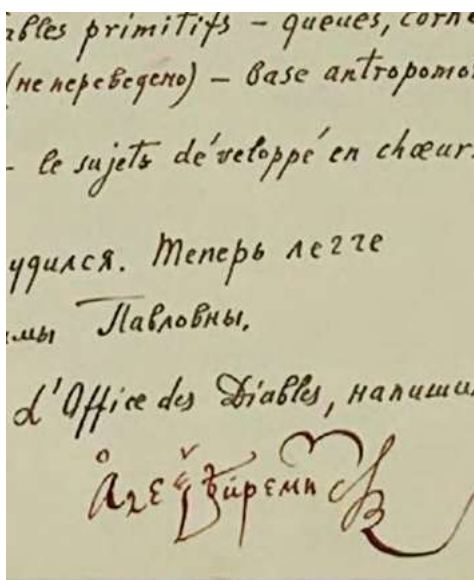 ables primitifs – queues, corne
(не переведено) – base antropomo
– le sujets développé en chœur.
удился. Теперь легче
мы Павловны.
d'Office des Diables, напиши